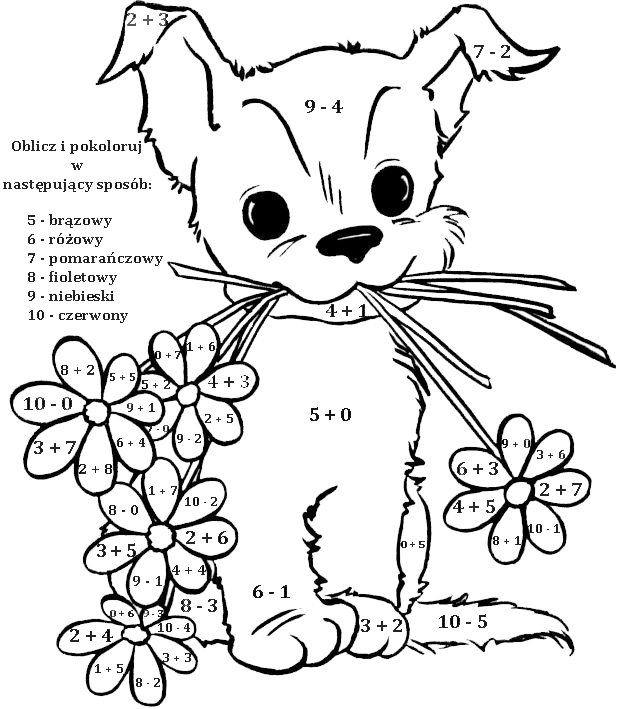 2 + 3
7 - 2
9 - 4
Oblicz i pokoloruj
w
następujący sposób:
5 - brązowy
6 - różowy
7 - pomarańczowy
8 - fioletowy
9 - niebieski
10 - czerwony
4 + 1
0 + 7
1 + 6
8 + 2
5 + 5
5 + 2
4 + 3
10 - 0
9 + 1
2 + 5
3 + 7
6 + 4
9 - 2
2 + 8
5 + 0
9 + 0
3 + 6
6 + 3
2 + 7
4 + 5
10 - 1
8 + 1
1 + 7
10 - 2
8 - 0
2 + 6
3 + 5
4 + 4
9 - 1
0 + 5
6 - 1
8 - 3
0 + 6
9 - 3
10 - 4
2 + 4
3 + 3
1 + 5
8 - 2
3 + 2
10 - 5